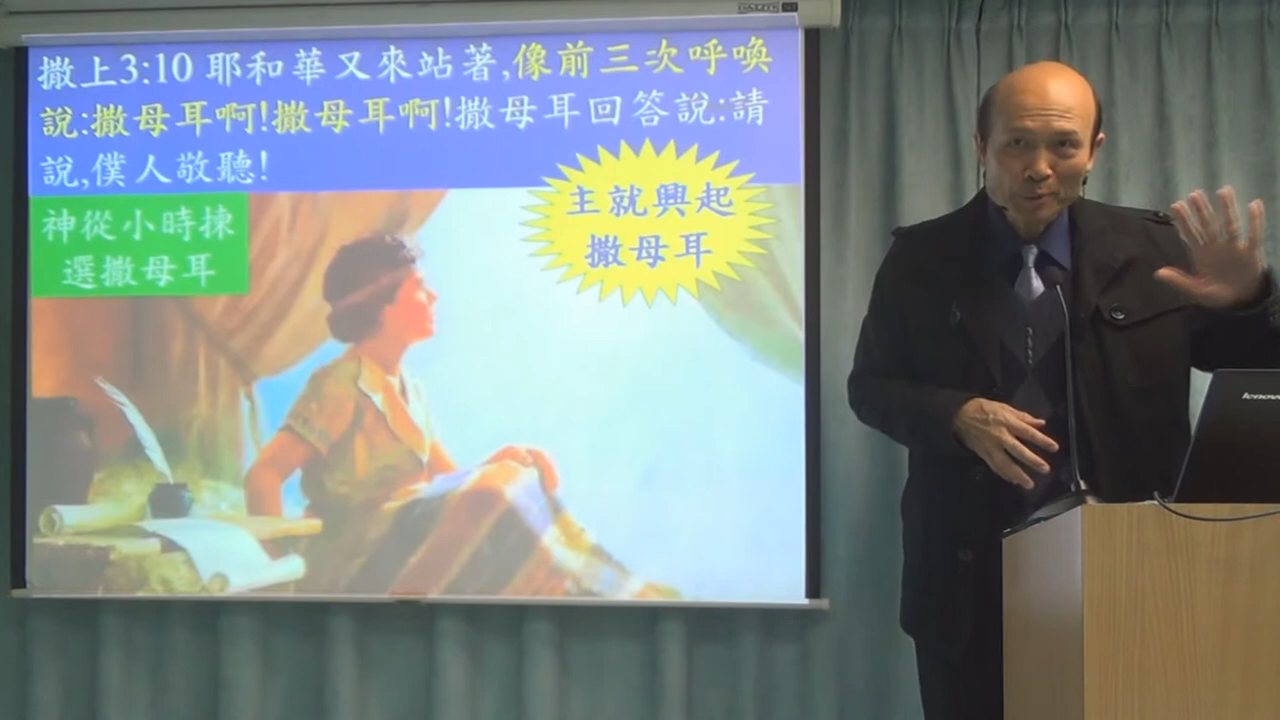 撒上3:10 耶和華又來站著,像前三次呼喚
說:撒母耳啊!撒母耳啊!撒母耳回答說:請
說,僕人敬聽!
主就興起
撒母耳
神從小時揀
選撒母耳
lenovo